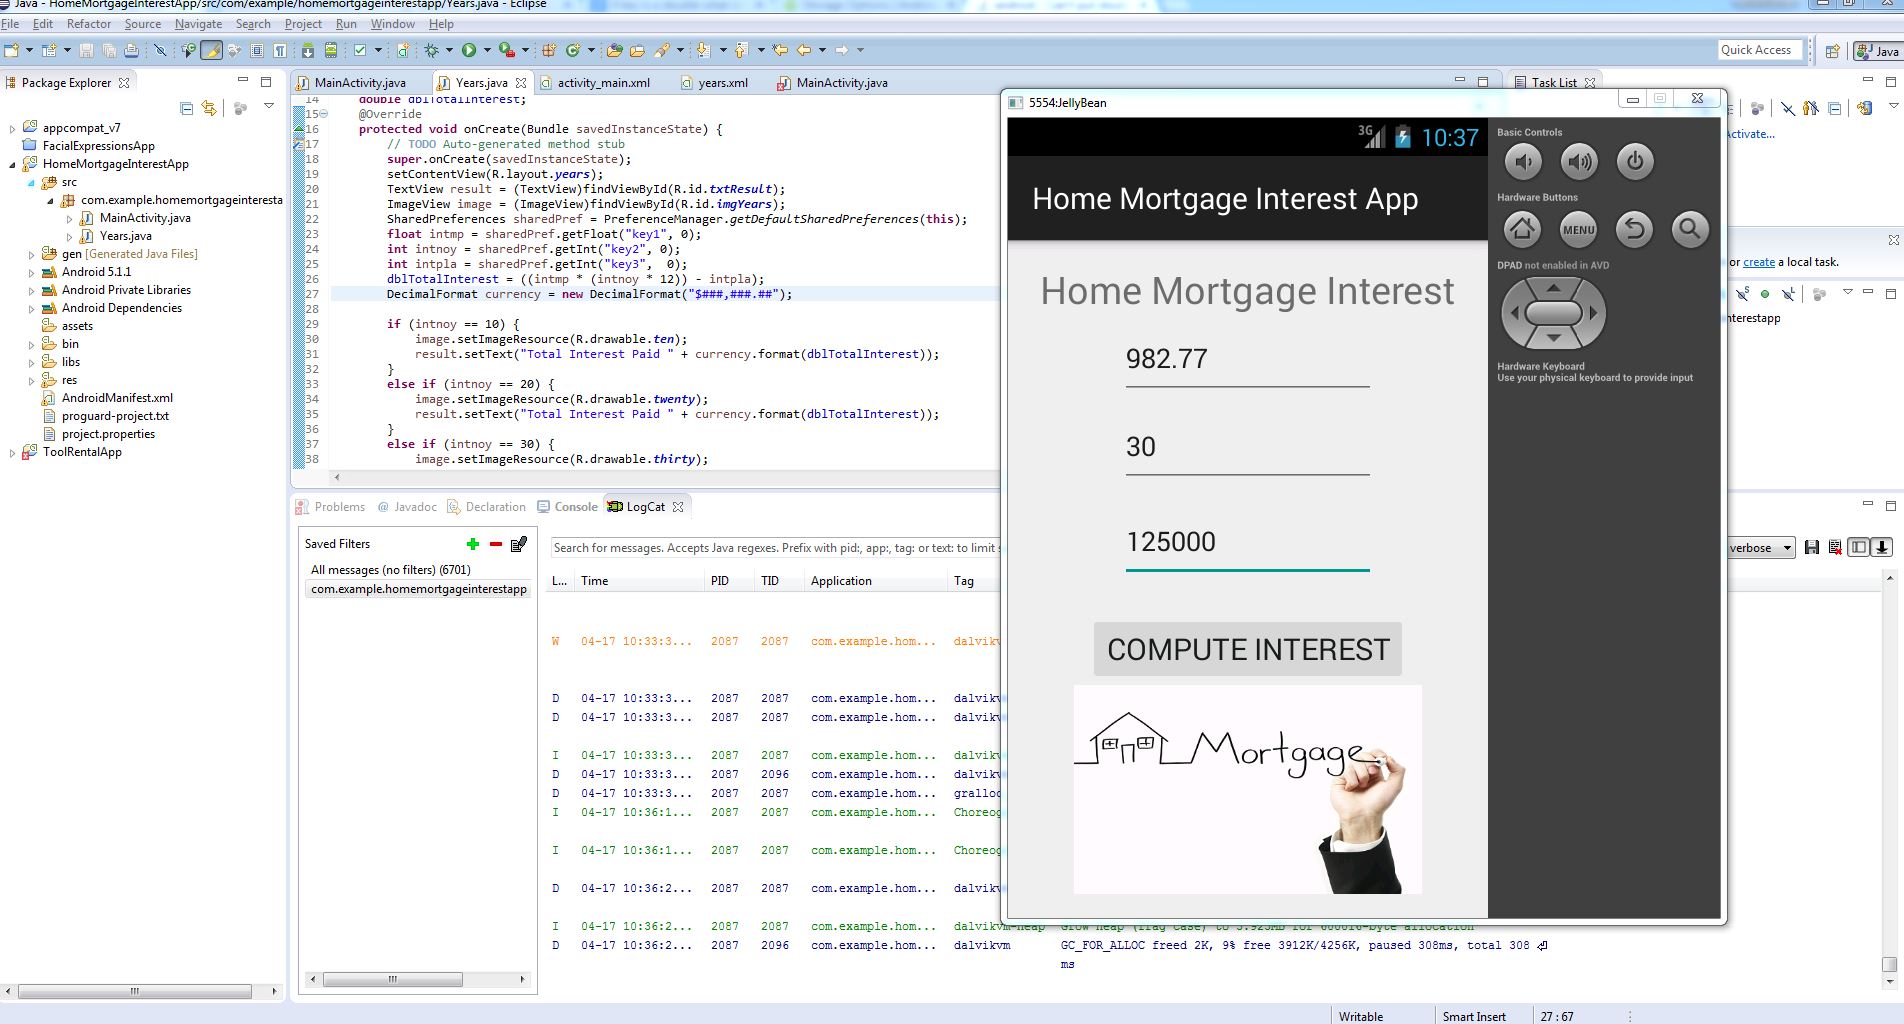 Java - HomeMortgageInterestApp/src/com/example/homemortgageinterestapp/Years.java - Eclipse
File Edit Refactor Source Navigate Search Project Run Window Help
Quick Access
Java
Package Explorer
appcompat_v7
FacialExpressionsApp
HomeMortgageInterestApp
src
com.example.homemortgageinteresta
MainActivity.java
Years.java
gen [Generated Java Files]
Android 5.1.1
Android Private Libraries
Android Dependencies
assets
bin
libs
res
AndroidManifest.xml
proguard-project.txt
project.properties
ToolRentalApp
MainActivity.java Years.java activity_main.xml years.xml MainActivity.java
14 double dblTotalInterest;
15 @Override
16 protected void onCreate(Bundle savedInstanceState) {
17 // TODO Auto-generated method stub
18 super.onCreate(savedInstanceState);
19 setContentView(R.layout.years);
20 TextView result = (TextView)findViewById(R.id.txtResult);
21 ImageView image = (ImageView)findViewById(R.id.imgYears);
22 SharedPreferences sharedPref = PreferenceManager.getDefaultSharedPreferences(this);
23 float intmp = sharedPref.getFloat("key1", 0);
24 int intnoy = sharedPref.getInt("key2", 0);
25 int intpla = sharedPref.getInt("key3",  0);
26 dblTotalInterest = ((intmp * (intnoy * 12)) - intpla);
27 DecimalFormat currency = new DecimalFormat("$###,###.##");
28
29 if (intnoy == 10) {
30 image.setImageResource(R.drawable.ten);
31 result.setText("Total Interest Paid " + currency.format(dblTotalInterest));
32 }
33 else if (intnoy == 20) {
34 image.setImageResource(R.drawable.twenty);
35 result.setText("Total Interest Paid " + currency.format(dblTotalInterest));
36 }
37 else if (intnoy == 30) {
38 image.setImageResource(R.drawable.thirty);
Task List
ctivate...
or create a local task.
nterestapp
5554:JellyBean
3G 10:37
Home Mortgage Interest App
Home Mortgage Interest
982.77
30
125000
COMPUTE INTEREST
Mortgage
Basic Controls
Hardware Buttons
MENU
DPAD not enabled in AVD
Hardware Keyboard
Use your physical keyboard to provide input
Problems @ Javadoc Declaration Console LogCat
Saved Filters
All messages (no filters) (6701)
com.example.homemortgageinterestapp
Search for messages. Accepts Java regexes. Prefix with pid:, app:, tag: or text: to limit s
verbose
L... Time PID TID Application Tag
W 04-17 10:33:3... 2087 2087 com.example.hom... dalvikv
D 04-17 10:33:3... 2087 2087 com.example.hom... dalvikv
D 04-17 10:33:3... 2087 2087 com.example.hom... dalvikv
I 04-17 10:33:3... 2087 2087 com.example.hom... dalvikv
D 04-17 10:33:3... 2087 2096 com.example.hom... dalvikv
D 04-17 10:33:3... 2087 2087 com.example.hom... gralloc
I 04-17 10:36:1... 2087 2087 com.example.hom... Choreog
I 04-17 10:36:1... 2087 2087 com.example.hom... Choreog
D 04-17 10:36:2... 2087 2087 com.example.hom... dalvikv
I 04-17 10:36:2... 2087 2087 com.example.hom... dalvikvm-heap Grow heap (frag case) to 3.925MB for 600016-byte allocation
D 04-17 10:36:2... 2087 2096 com.example.hom... dalvikvm GC_FOR_ALLOC freed 2K, 9% free 3912K/4256K, paused 308ms, total 308
ms
Writable Smart Insert 27 : 67